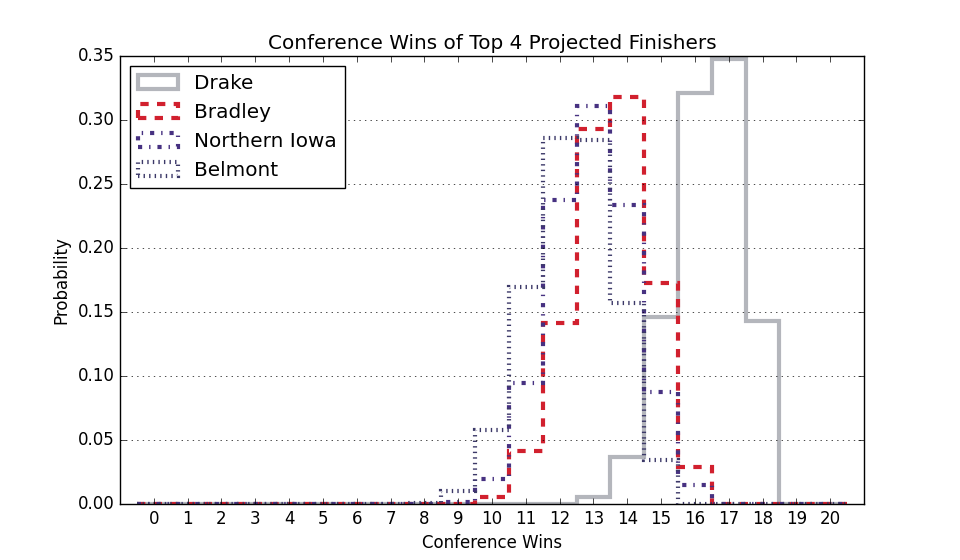 Conference Wins of Top 4 Projected Finishers
Drake
Bradley
Northern Iowa
Belmont
Probability
0.35
0.30
0.25
0.20
0.15
0.10
0.05
0.00
0 1 2 3 4 5 6 7 8 9 10 11 12 13 14 15 16 17 18 19 20
Conference Wins